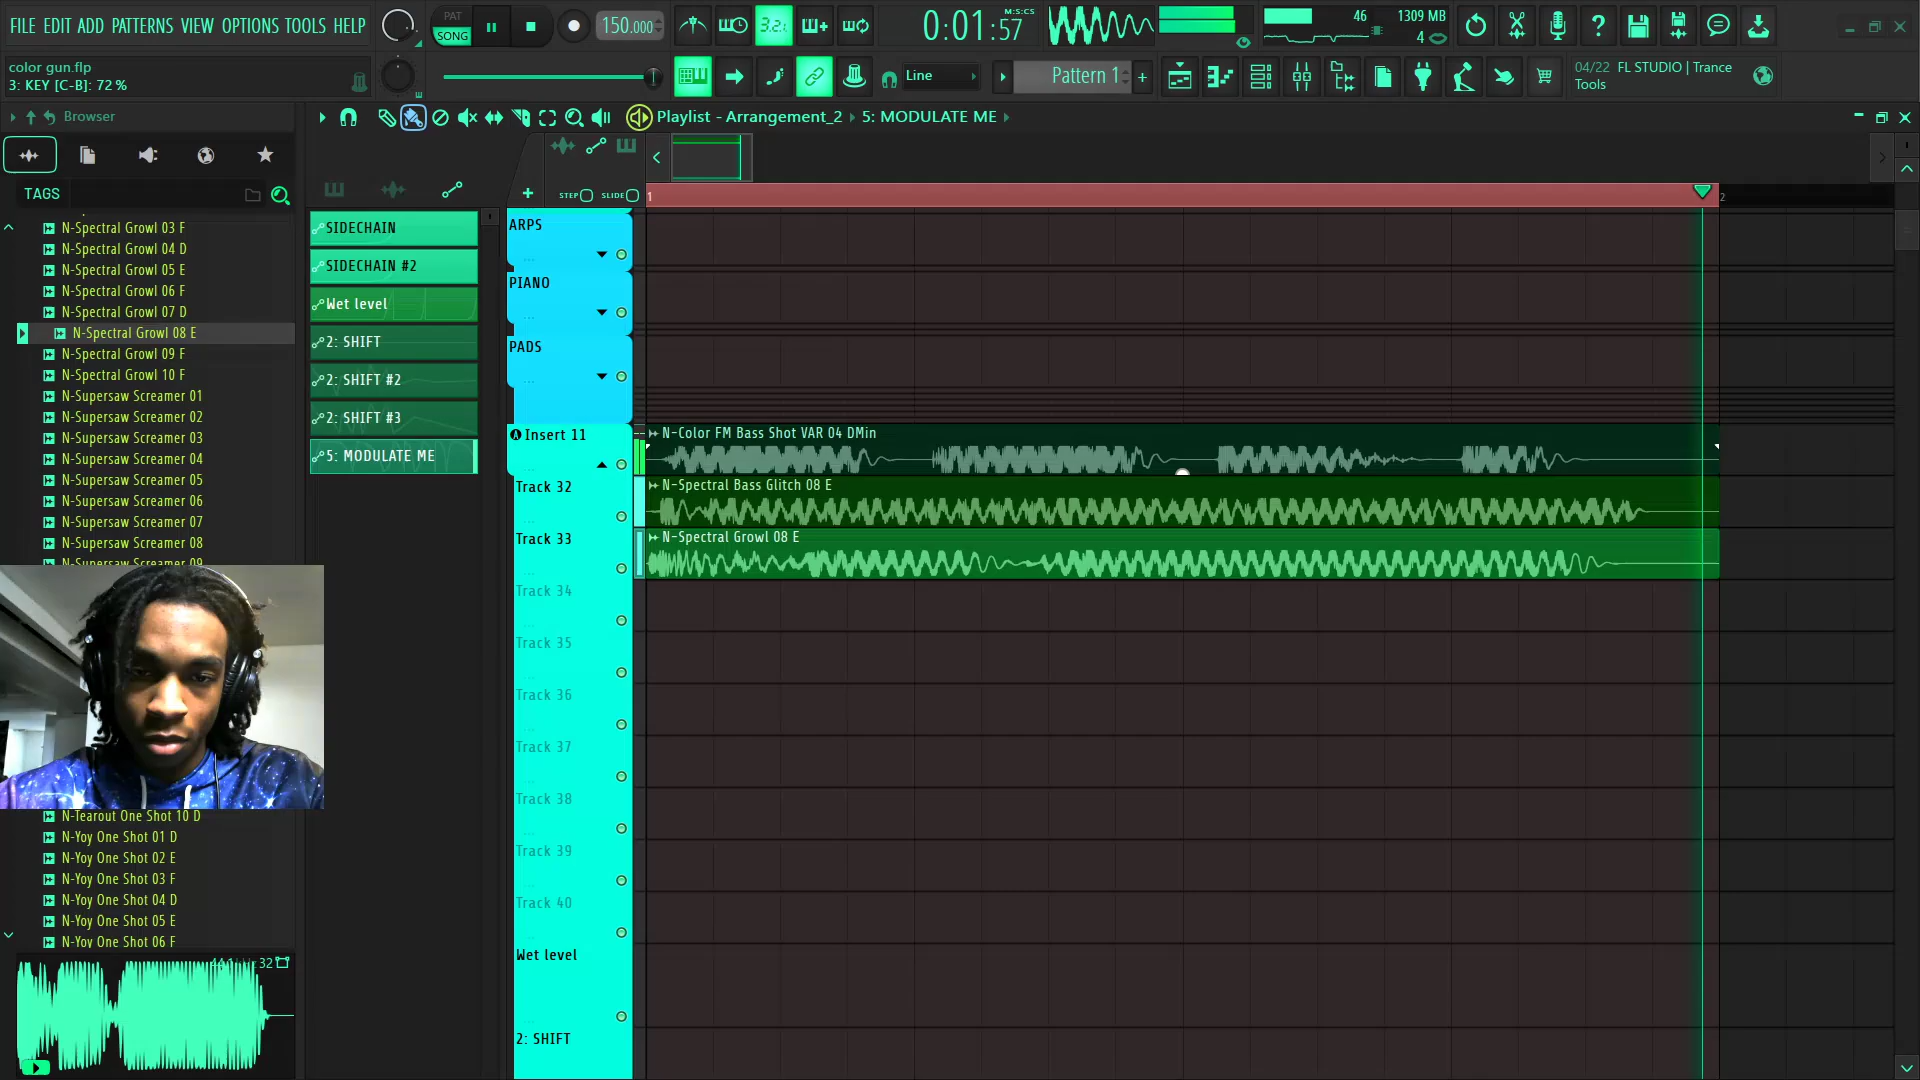 FILE EDIT ADD PATTERNS VIEW OPTIONS TOOLS HELP
PAT
SONG
150.000
3.2.1
0:01:57
M:S:CS
46
1309 MB
4
color gun.flp
3: KEY [C-B]: 72 %
Line
Pattern 1
04/22 FL STUDIO | Trance
Tools
Browser
Playlist - Arrangement_2
5: MODULATE ME
TAGS
STEP
SLIDE
1
2
N-Spectral Growl 03 F
N-Spectral Growl 04 D
N-Spectral Growl 05 E
N-Spectral Growl 06 F
N-Spectral Growl 07 D
N-Spectral Growl 08 E
N-Spectral Growl 09 F
N-Spectral Growl 10 F
N-Supersaw Screamer 01
N-Supersaw Screamer 02
N-Supersaw Screamer 03
N-Supersaw Screamer 04
N-Supersaw Screamer 05
N-Supersaw Screamer 06
N-Supersaw Screamer 07
N-Supersaw Screamer 08
N-Supersaw Screamer 09
N-Tearout One Shot 10 D
N-Yoy One Shot 01 D
N-Yoy One Shot 02 E
N-Yoy One Shot 03 F
N-Yoy One Shot 04 D
N-Yoy One Shot 05 E
N-Yoy One Shot 06 F
32
SIDECHAIN
SIDECHAIN #2
Wet level
2: SHIFT
2: SHIFT #2
2: SHIFT #3
5: MODULATE ME
ARPS
PIANO
PADS
Insert 11
Track 32
Track 33
Track 34
Track 35
Track 36
Track 37
Track 38
Track 39
Track 40
Wet level
2: SHIFT
N-Color FM Bass Shot VAR 04 DMin
N-Spectral Bass Glitch 08 E
N-Spectral Growl 08 E